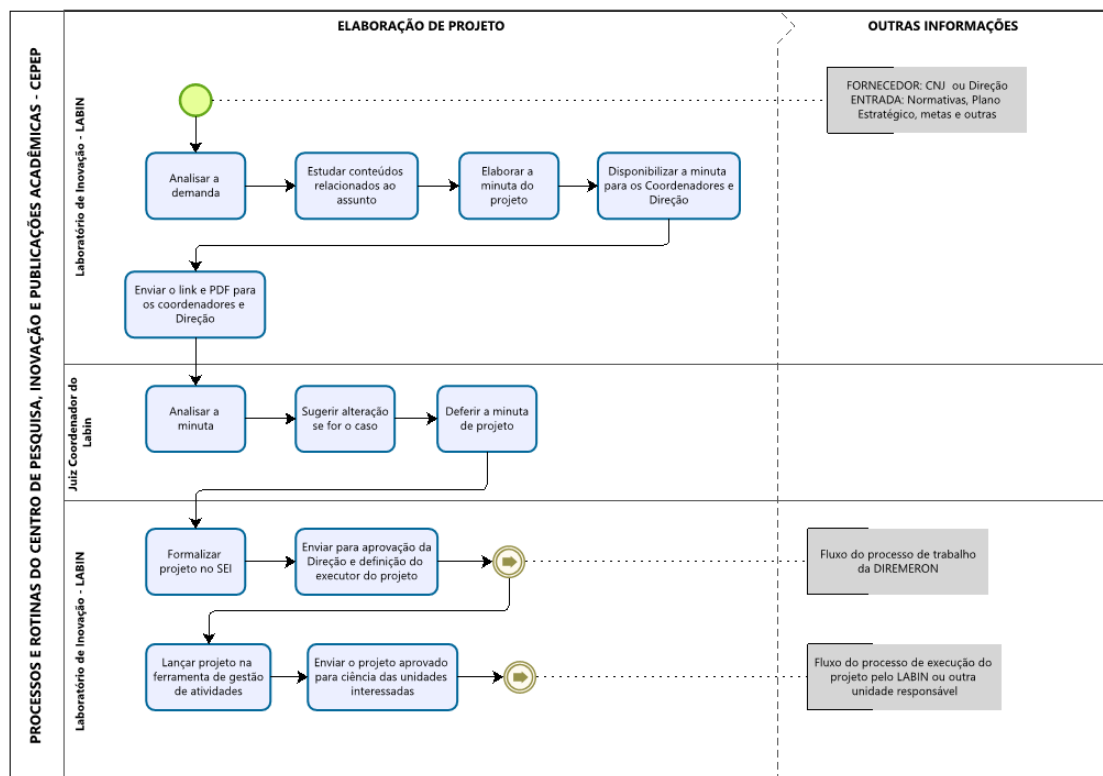 PROCESSOS E ROTINAS DO CENTRO DE PESQUISA, INOVAÇÃO E PUBLICAÇÕES ACADÊMICAS - CEPEP
ELABORAÇÃO DE PROJETO
OUTRAS INFORMAÇÕES
Laboratório de Inovação - LABIN
FORNECEDOR: CNJ ou Direção
ENTRADA: Normativas, Plano
Estratégico, metas e outras
Analisar a
demanda
Estudar conteúdos
relacionados ao
assunto
Elaborar a
minuta do
projeto
Disponibilizar a minuta
para os Coordenadores e
Direção
Enviar o link e PDF para
os coordenadores e
Direção
Juiz Coordenador do
Labin
Analisar a
minuta
Sugerir alteração
se for o caso
Deferir a minuta
de projeto
Laboratório de Inovação - LABIN
Formalizar
projeto no SEI
Enviar para aprovação da
Direção e definição do
executor do projeto
Fluxo do processo de trabalho
da DIREMERON
Lançar projeto na
ferramenta de gestão
de atividades
Enviar o projeto aprovado
para ciência das unidades
interessadas
Fluxo do processo de execução do
projeto pelo LABIN ou outra
unidade responsável